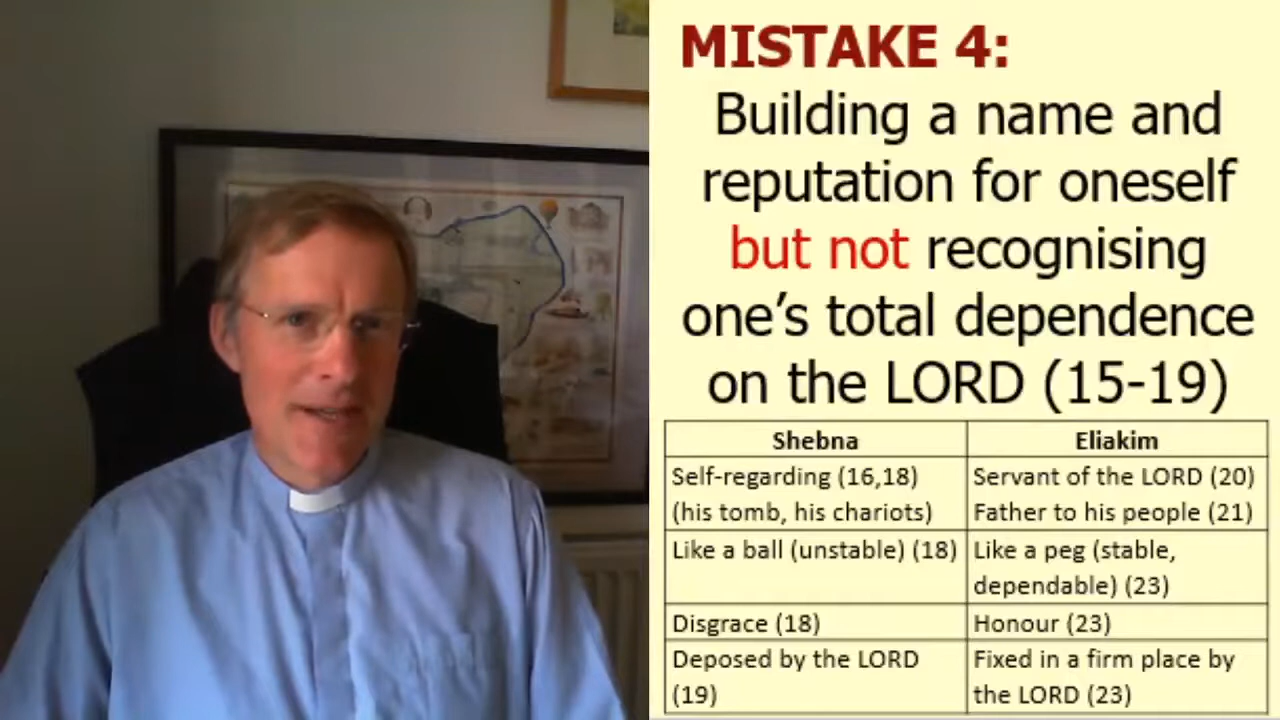 MISTAKE 4:
Building a name and
reputation for oneself
but not recognising
one’s total dependence
on the LORD (15-19)
Shebna
Eliakim
Self-regarding (16,18)
(his tomb, his chariots)
Servant of the LORD (20)
Father to his people (21)
Like a ball (unstable) (18)
Like a peg (stable,
dependable) (23)
Disgrace (18)
Honour (23)
Deposed by the LORD
(19)
Fixed in a firm place by
the LORD (23)